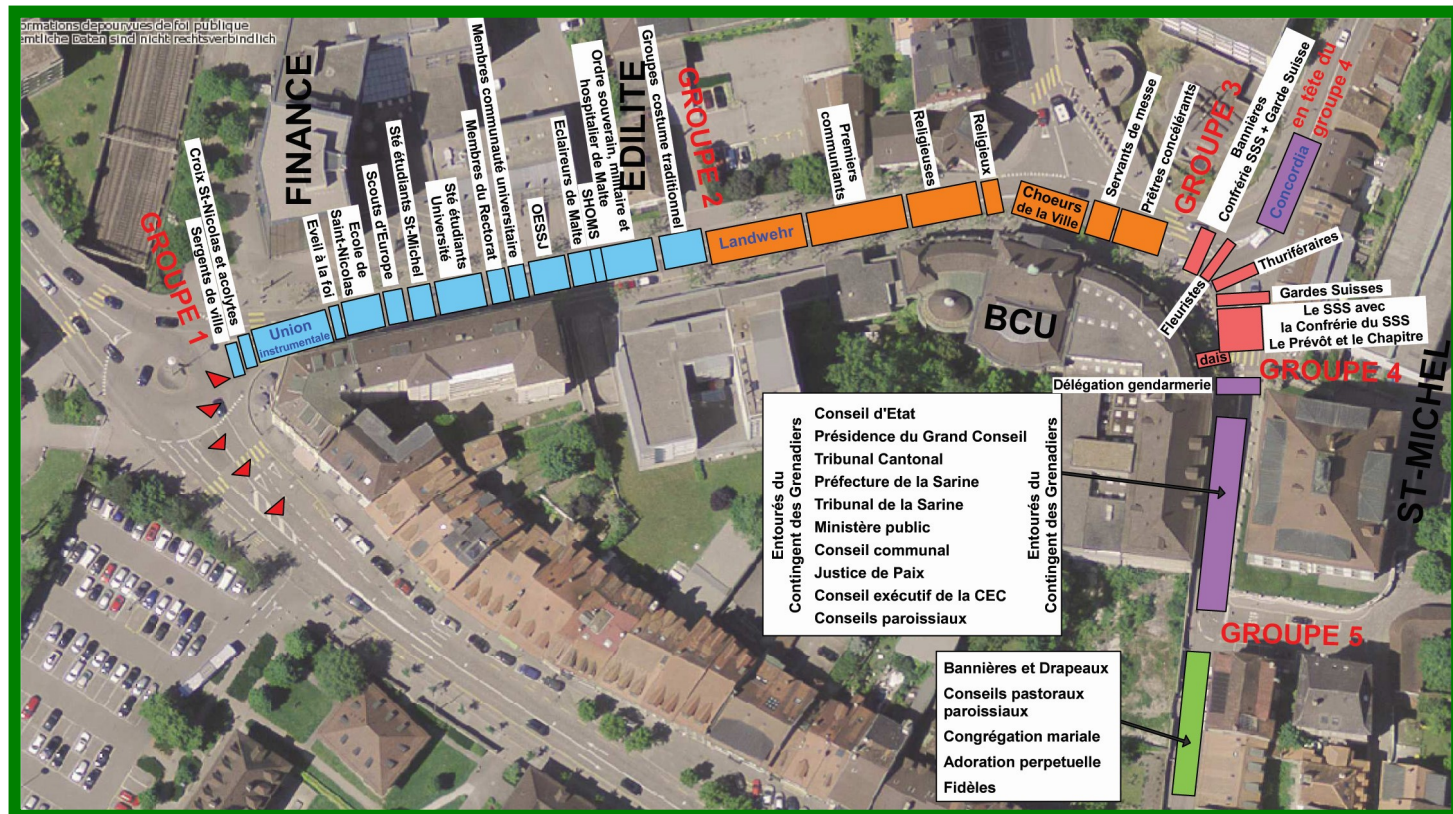 ormations dépourvues de foi publique
emtliche Daten sind nicht rechtsverbindlich
GROUPE 1
Croix St-Nicolas et acolytes
Sergents de ville
FINANCE
Union
instrumentale
Eveil à la foi
Ecole de
Saint-Nicolas
Scouts d'Europe
Sté étudiants St-Michel
Sté étudiants
Université
Membres du Rectorat
Membres communauté universitaire
OESSJ
Eclaireurs de Malte
SHOMS
Ordre souverain, militaire et
hospitalier de Malte
EDILITE
Groupes costume traditionnel
GROUPE 2
Landwehr
Premiers
communiants
Religieuses
Religieux
Choeurs
de la Ville
Servants de messe
Prêtres concélérants
GROUPE 3
Bannières
Confrérie SSS + Garde Suisse
en tête du
groupe 4
Concordia
Fleuristes
Thuriféraires
Gardes Suisses
Le SSS avec
la Confrérie du SSS
Le Prévôt et le Chapitre
dais
BCU
GROUPE 4
Délégation gendarmerie
ST-MICHEL
Entourés du
Contingent des Grenadiers
Conseil d'Etat
Présidence du Grand Conseil
Tribunal Cantonal
Préfecture de la Sarine
Tribunal de la Sarine
Ministère public
Conseil communal
Justice de Paix
Conseil exécutif de la CEC
Conseils paroissiaux
Entourés du
Contingent des Grenadiers
GROUPE 5
Bannières et Drapeaux
Conseils pastoraux
paroissiaux
Congrégation mariale
Adoration perpetuelle
Fidèles